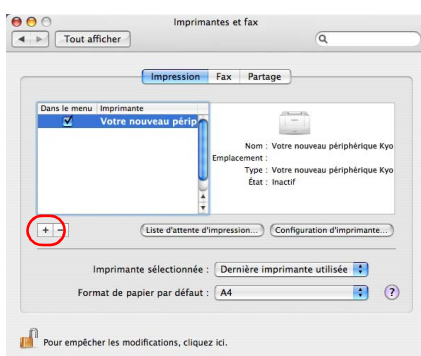 Imprimantes et fax
Tout afficher
Impression Fax Partage
Dans le menu Imprimante
Votre nouveau périp
Nom : Votre nouveau périphérique Kyo
Emplacement :
Type : Votre nouveau périphérique Kyo
État : Inactif
+ −
Liste d'attente d'impression... Configuration d'imprimante...
Imprimante sélectionnée : Dernière imprimante utilisée
Format de papier par défaut : A4 ?
Pour empêcher les modifications, cliquez ici.